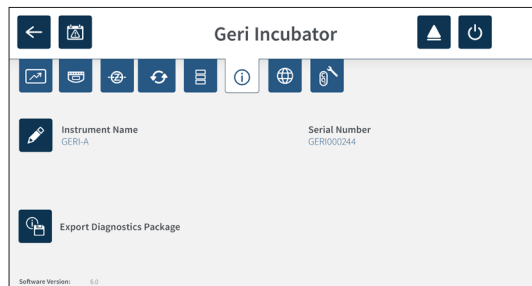 Geri Incubator
Instrument Name
GERI-A
Serial Number
GERI000244
Export Diagnostics Package
Software Version: 6.0